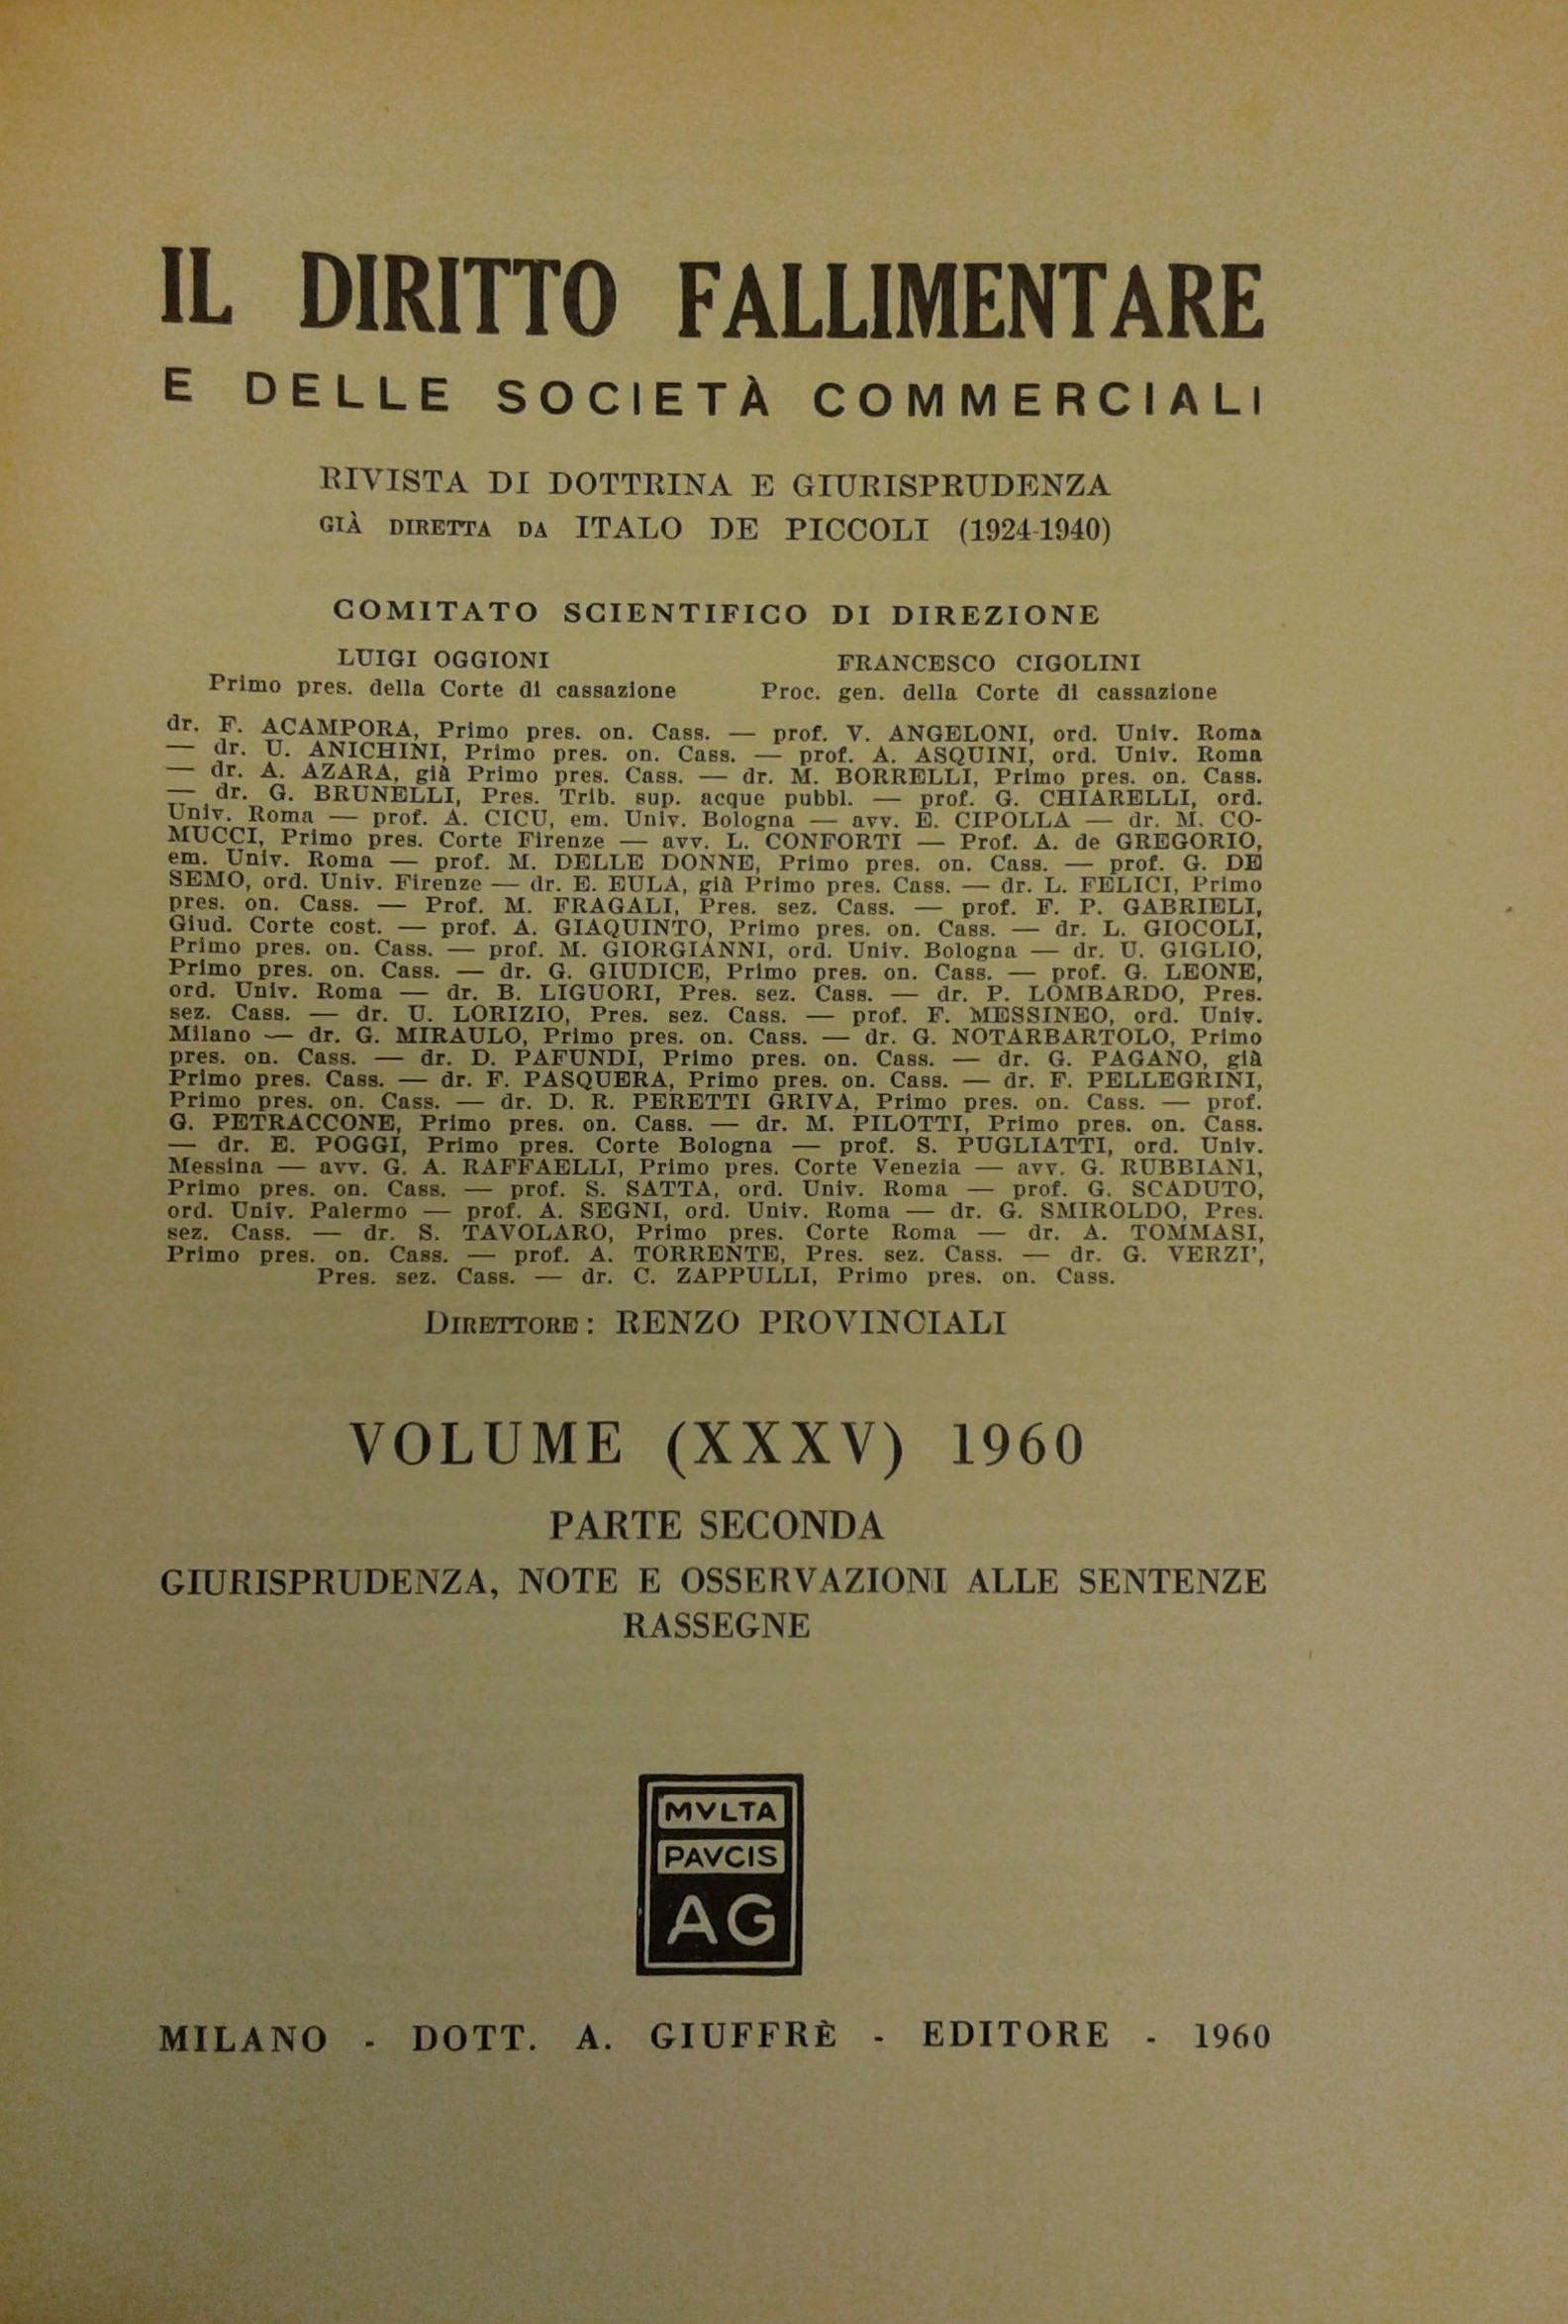 IL DIRITTO FALLIMENTARE
E DELLE SOCIETÀ COMMERCIALI
RIVISTA DI DOTTRINA E GIURISPRUDENZA
GIÀ DIRETTA DA ITALO DE PICCOLI (1924-1940)
COMITATO SCIENTIFICO DI DIREZIONE
LUIGI OGGIONI FRANCESCO CIGOLINI
Primo pres. della Corte di cassazione Proc. gen. della Corte di cassazione
dr. F. ACAMPORA, Primo pres. on. Cass. — prof. V. ANGELONI, ord. Univ. Roma
— dr. U. ANICHINI, Primo pres. on. Cass. — prof. A. ASQUINI, ord. Univ. Roma
— dr. A. AZARA, già Primo pres. Cass. — dr. M. BORRELLI, Primo pres. on. Cass.
— dr. G. BRUNELLI, Pres. Trib. sup. acque pubbl. — prof. G. CHIARELLI, ord.
Univ. Roma — prof. A. CICU, em. Univ. Bologna — avv. E. CIPOLLA — dr. M. CO-
MUCCI, Primo pres. Corte Firenze — avv. L. CONFORTI — Prof. A. de GREGORIO,
em. Univ. Roma — prof. M. DELLE DONNE, Primo pres. on. Cass. — prof. G. DE
SEMO, ord. Univ. Firenze — dr. E. EULA, già Primo pres. Cass. — dr. L. FELICI, Primo
pres. on. Cass. — Prof. M. FRAGALI, Pres. sez. Cass. — prof. F. P. GABRIELI,
Giud. Corte cost. — prof. A. GIAQUINTO, Primo pres. on. Cass. — dr. L. GIOCOLI,
Primo pres. on. Cass. — prof. M. GIORGIANNI, ord. Univ. Bologna — dr. U. GIGLIO,
Primo pres. on. Cass. — dr. G. GIUDICE, Primo pres. on. Cass. — prof. G. LEONE,
ord. Univ. Roma — dr. B. LIGUORI, Pres. sez. Cass. — dr. P. LOMBARDO, Pres.
sez. Cass. — dr. U. LORIZIO, Pres. sez. Cass. — prof. F. MESSINEO, ord. Univ.
Milano — dr. G. MIRAULO, Primo pres. on. Cass. — dr. G. NOTARBARTOLO, Primo
pres. on. Cass. — dr. D. PAFUNDI, Primo pres. on. Cass. — dr. G. PAGANO, già
Primo pres. Cass. — dr. F. PASQUERA, Primo pres. on. Cass. — dr. F. PELLEGRINI,
Primo pres. on. Cass. — dr. D. R. PERETTI GRIVA, Primo pres. on. Cass. — prof.
G. PETRACCONE, Primo pres. on. Cass. — dr. M. PILOTTI, Primo pres. on. Cass.
— dr. E. POGGI, Primo pres. Corte Bologna — prof. S. PUGLIATTI, ord. Univ.
Messina — avv. G. A. RAFFAELLI, Primo pres. Corte Venezia — avv. G. RUBBIANI,
Primo pres. on. Cass. — prof. S. SATTA, ord. Univ. Roma — prof. G. SCADUTO,
ord. Univ. Palermo — prof. A. SEGNI, ord. Univ. Roma — dr. G. SMIROLDO, Pres.
sez. Cass. — dr. S. TAVOLARO, Primo pres. Corte Roma — dr. A. TOMMASI,
Primo pres. on. Cass. — prof. A. TORRENTE, Pres. sez. Cass. — dr. G. VERZI',
Pres. sez. Cass. — dr. C. ZAPPULLI, Primo pres. on. Cass.
DIRETTORE: RENZO PROVINCIALI
VOLUME (XXXV) 1960
PARTE SECONDA
GIURISPRUDENZA, NOTE E OSSERVAZIONI ALLE SENTENZE
RASSEGNE
MVLTA
PAVCIS
AG
MILANO - DOTT. A. GIUFFRÈ - EDITORE - 1960